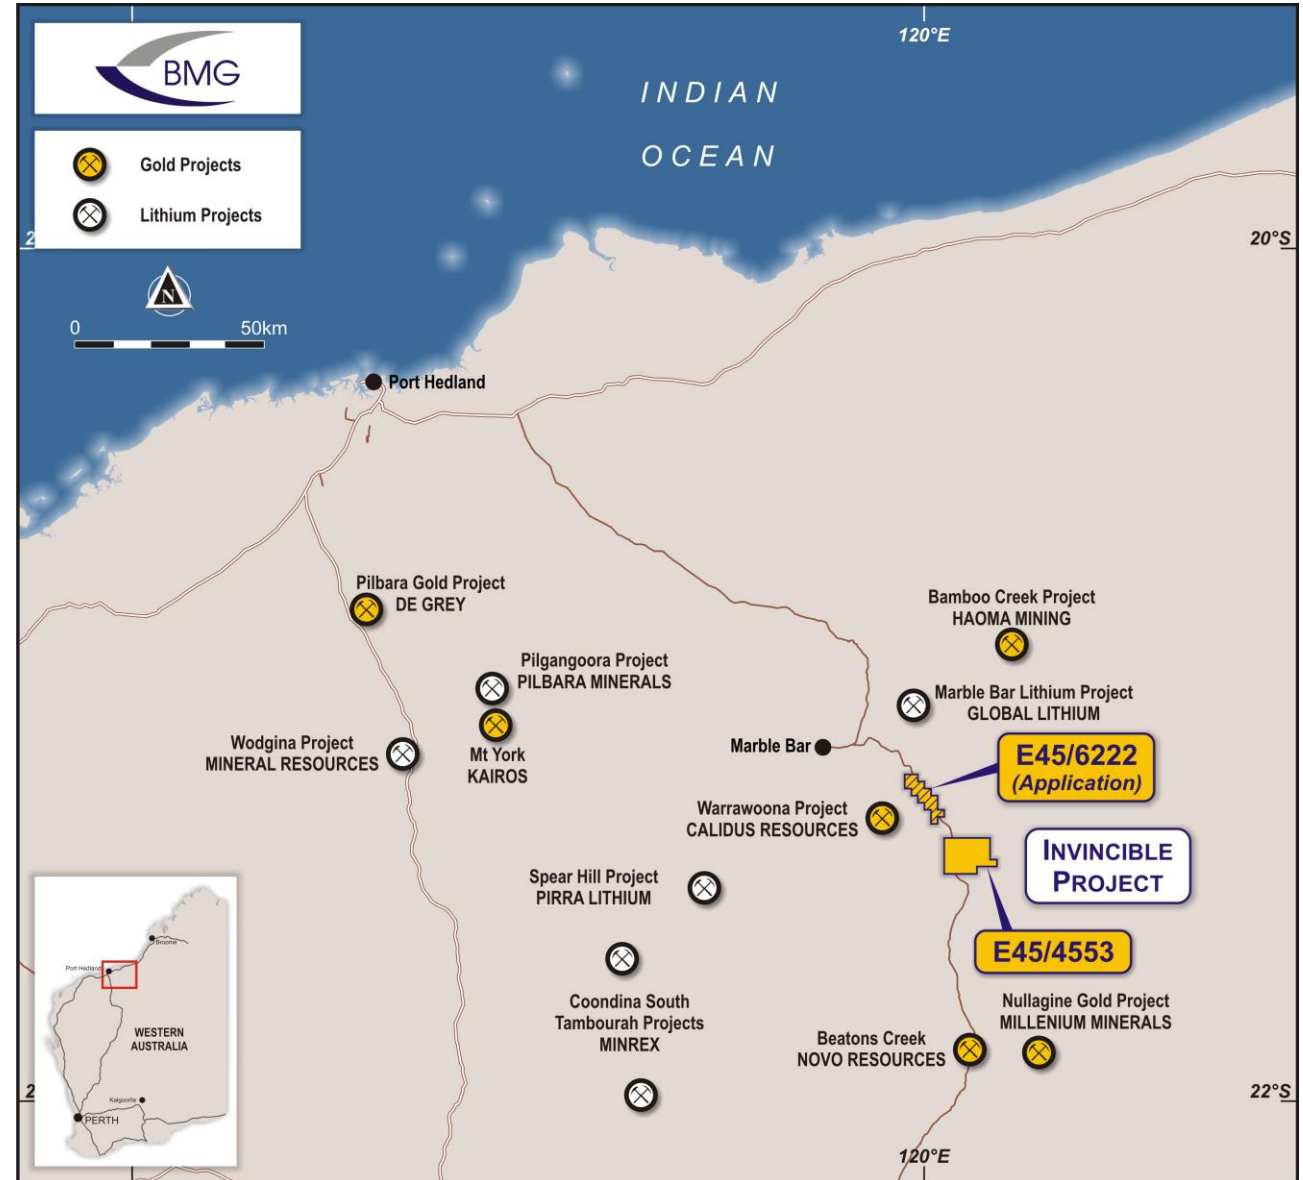 120°E
BMG
INDIAN
OCEAN
Gold Projects
Lithium Projects
20°S
N
0 50km
Port Hedland
Pilbara Gold Project
DE GREY
Bamboo Creek Project
HAOMA MINING
Pilgangoora Project
PILBARA MINERALS
Marble Bar Lithium Project
GLOBAL LITHIUM
Wodgina Project
MINERAL RESOURCES
Mt York
KAIROS
Marble Bar
E45/6222
(Application)
Warrawoona Project
CALIDUS RESOURCES
INVINCIBLE
PROJECT
Spear Hill Project
PIRRA LITHIUM
E45/4553
Coondina South
Tambourah Projects
MINREX
Nullagine Gold Project
MILLENIUM MINERALS
Beatons Creek
NOVO RESOURCES
Broome
Port Hedland
WESTERN
AUSTRALIA
Kalgoorlie
PERTH
22°S
120°E